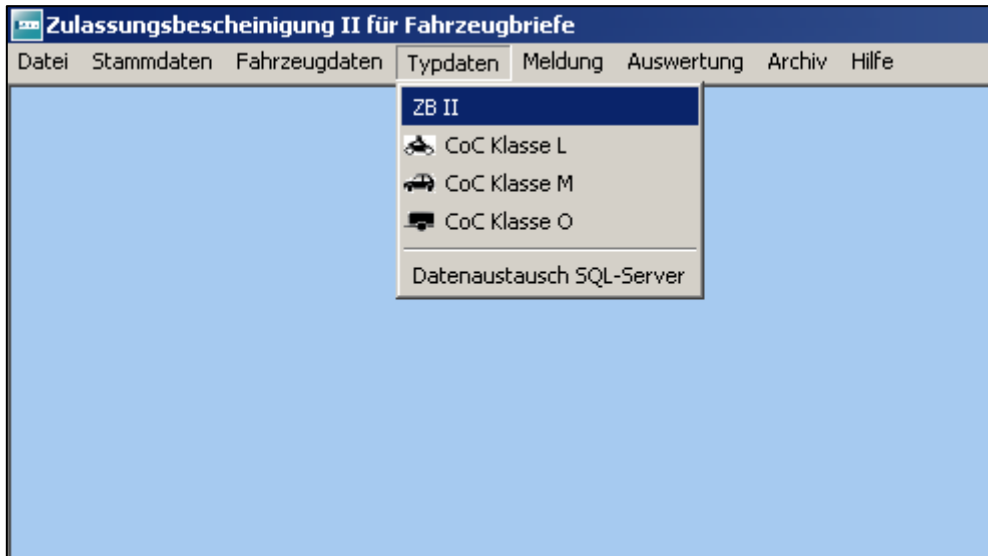 Zulassungsbescheinigung II für Fahrzeugbriefe
Datei Stammdaten Fahrzeugdaten Typdaten Meldung Auswertung Archiv Hilfe
ZB II
CoC Klasse L
CoC Klasse M
CoC Klasse O
Datenaustausch SQL-Server